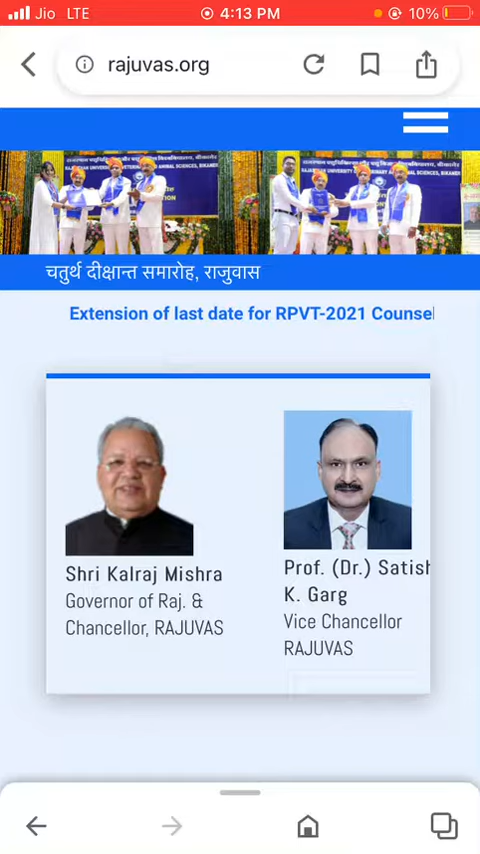 Jio LTE 4:13 PM 10%
rajuvas.org
चतुर्थ दीक्षान्त समारोह, राजुवास
Extension of last date for RPVT-2021 Counsel
Shri Kalraj Mishra
Governor of Raj. &
Chancellor, RAJUVAS
Prof. (Dr.) Satish
K. Garg
Vice Chancellor
RAJUVAS